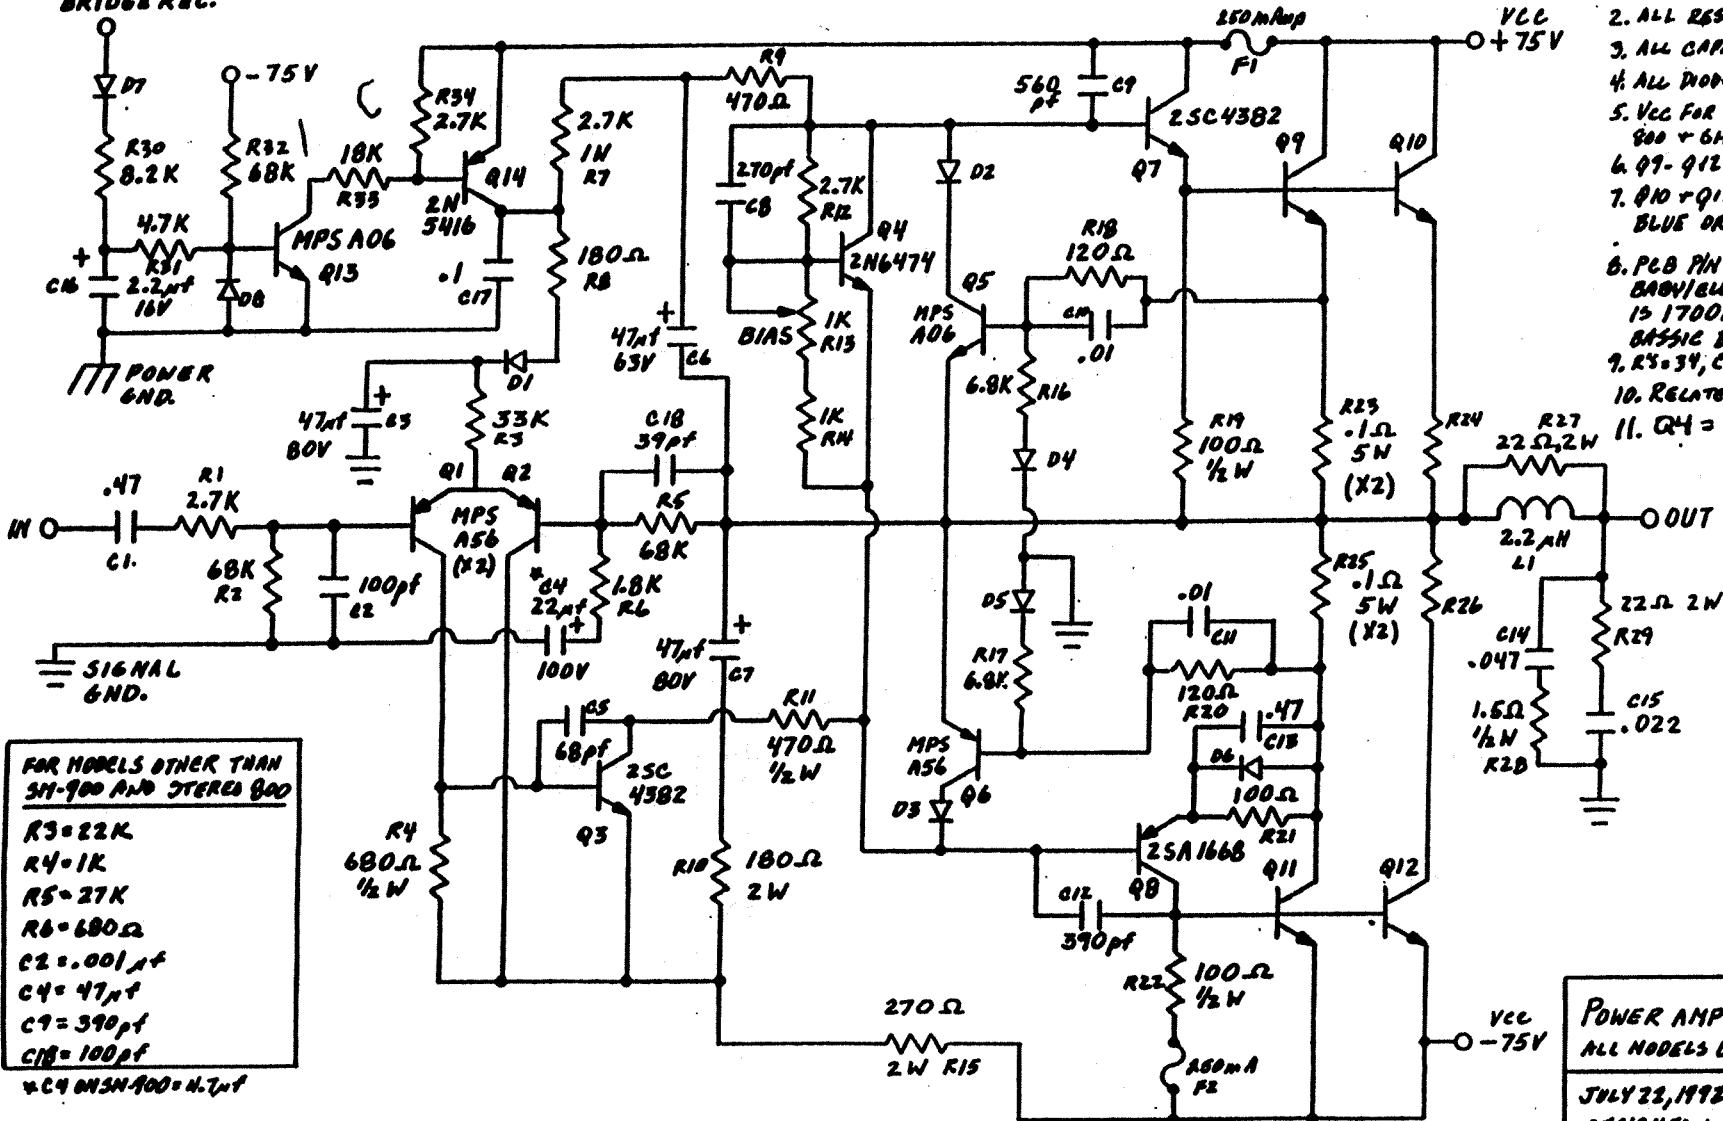 BRIDGE REC.
D7
-75V
R30
8.2K
R32
68K
18K
R33
R34
2.7K
Q14
2N
5416
4.7K
R31
2.2µf
16V
C16
D8
MPS A06
Q13
.1
C17
2.7K
1W
R7
180Ω
R8
POWER
GND.
D1
47µf
80V
C3
33K
R3
R9
470Ω
270pf
C8
2.7K
R12
Q4
2N6474
BIAS
1K
R13
1K
R14
47µf
63V
C6
560
pf
C9
250mAmp
F1
VCC
+75V
2SC4382
Q7
Q9
Q10
D2
Q5
MPS
A06
R18
120Ω
C10
.01
6.8K
R16
D4
R19
100Ω
½W
R23
.1Ω
5W
(X2)
R24
R27
22Ω,2W
2.2µH
L1
OUT
IN
.47
C1.
R1
2.7K
68K
R2
100pf
C2
Q1
Q2
MPS
A56
(X2)
C18
39pf
R5
68K
*C4
22µf
100V
1.8K
R6
SIGNAL
GND.
47µf
80V
C7
C5
68pf
2SC
4382
Q3
R11
470Ω
½W
R4
680Ω
½W
R10
180Ω
2W
D5
R17
6.8K
.01
C11
120Ω
R20
MPS
A56
Q6
D3
.47
C13
D6
100Ω
R21
2SA1668
Q8
C12
390pf
R22
100Ω
½W
250mA
F2
270Ω
2W R15
R25
.1Ω
5W
(X2)
R26
Q11
Q12
C14
.047
1.5Ω
½W
R28
22Ω 2W
R29
C15
.022
VCC
-75V
2. ALL RES
3. ALL CAP
4. ALL DIOD
5. VCC FOR
800 + 6H
6. Q9-Q12
7. Q10 + Q1
BLUE OR
8. PCB P/N
BABY/BLU
IS 1700
BASSIC B
9. R3=34, C
10. RELATE
11. Q4 =
FOR MODELS OTHER THAN
SM-900 AND STEREO 800
R3=22K
R4=1K
R5=27K
R6=680Ω
C2=.001µf
C4=47µf
C9=390pf
C18=100pf
*C4 ON SM-900=4.7µf
POWER AMP
ALL MODELS
JULY 22, 1992